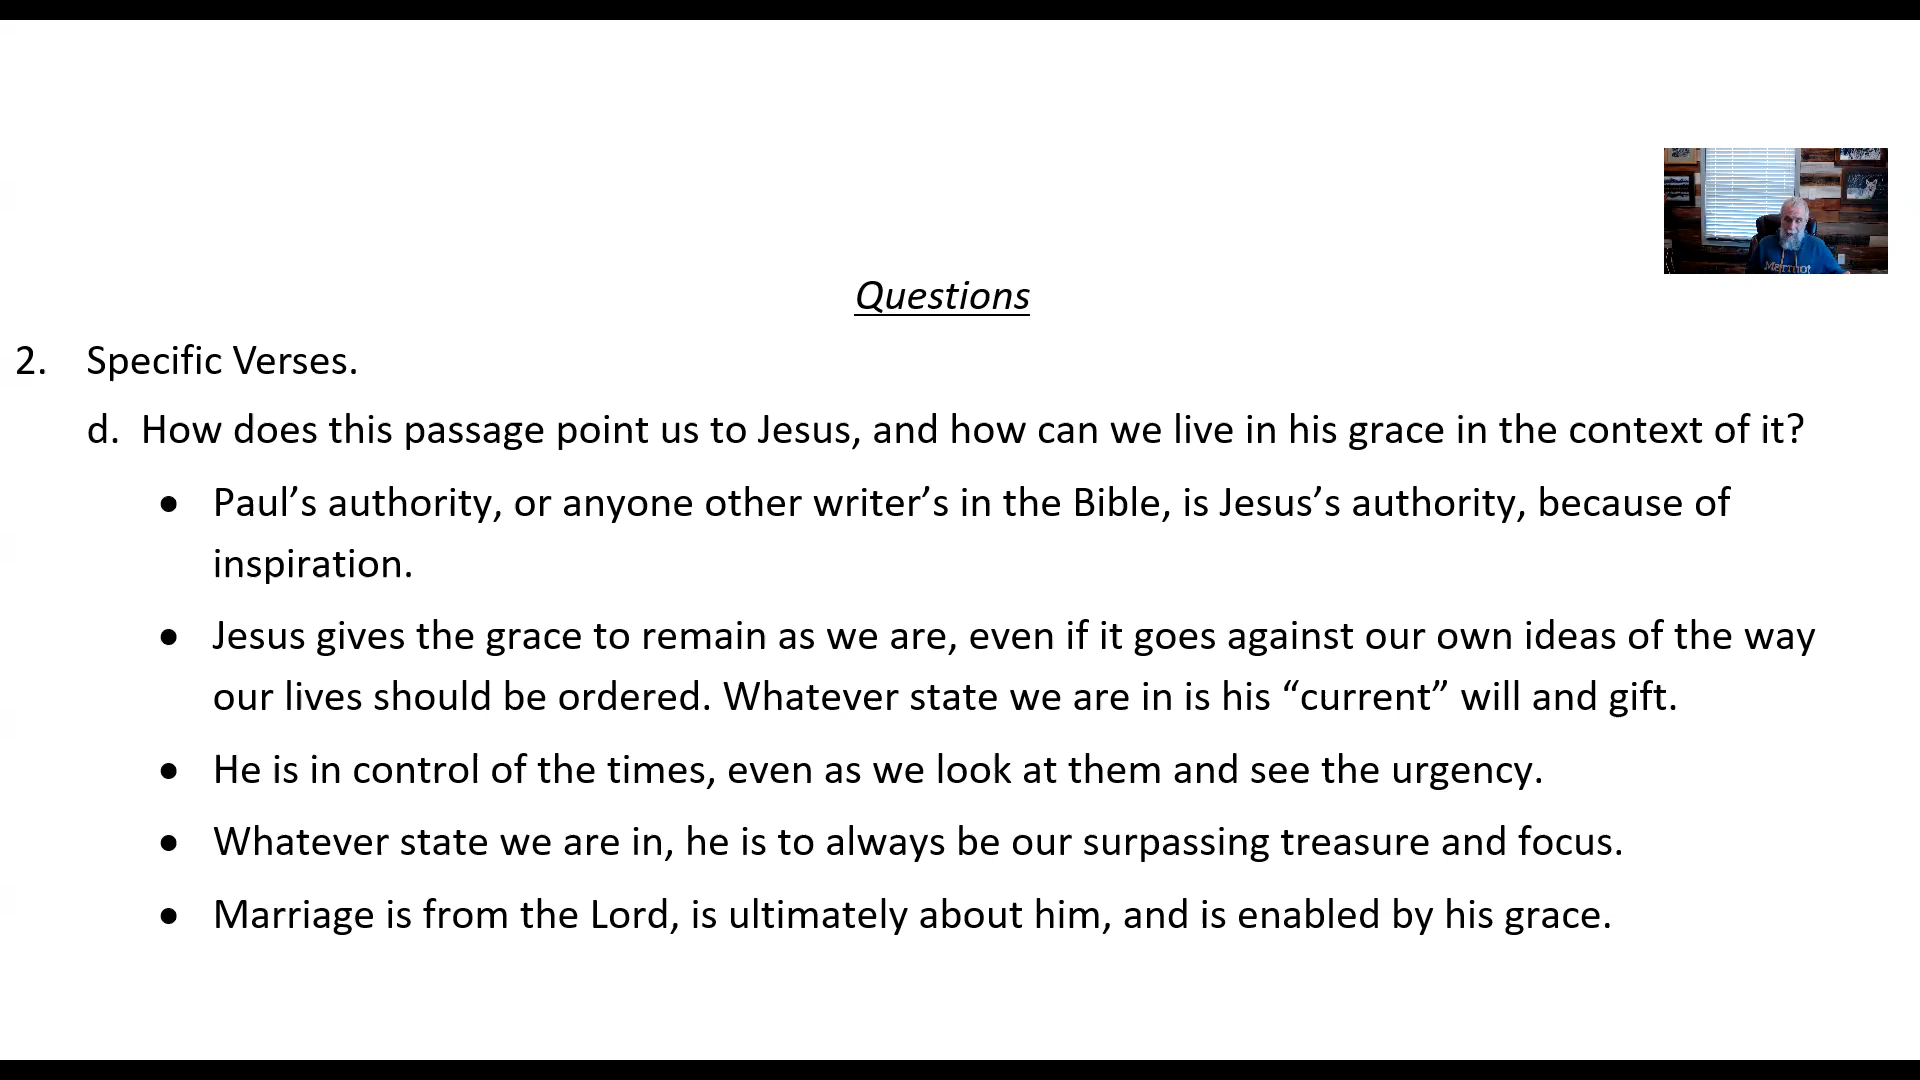 Questions
2. Specific Verses.
d. How does this passage point us to Jesus, and how can we live in his grace in the context of it?
• Paul’s authority, or anyone other writer’s in the Bible, is Jesus’s authority, because of
inspiration.
• Jesus gives the grace to remain as we are, even if it goes against our own ideas of the way
our lives should be ordered. Whatever state we are in is his “current” will and gift.
• He is in control of the times, even as we look at them and see the urgency.
• Whatever state we are in, he is to always be our surpassing treasure and focus.
• Marriage is from the Lord, is ultimately about him, and is enabled by his grace.